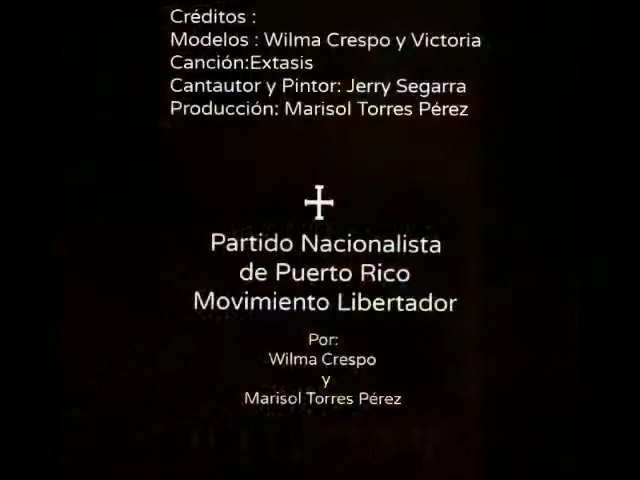 Créditos :
Modelos : Wilma Crespo y Victoria
Canción:Extasis
Cantautor y Pintor: Jerry Segarra
Producción: Marisol Torres Pérez
Partido Nacionalista
de Puerto Rico
Movimiento Libertador
Por:
Wilma Crespo
y
Marisol Torres Pérez